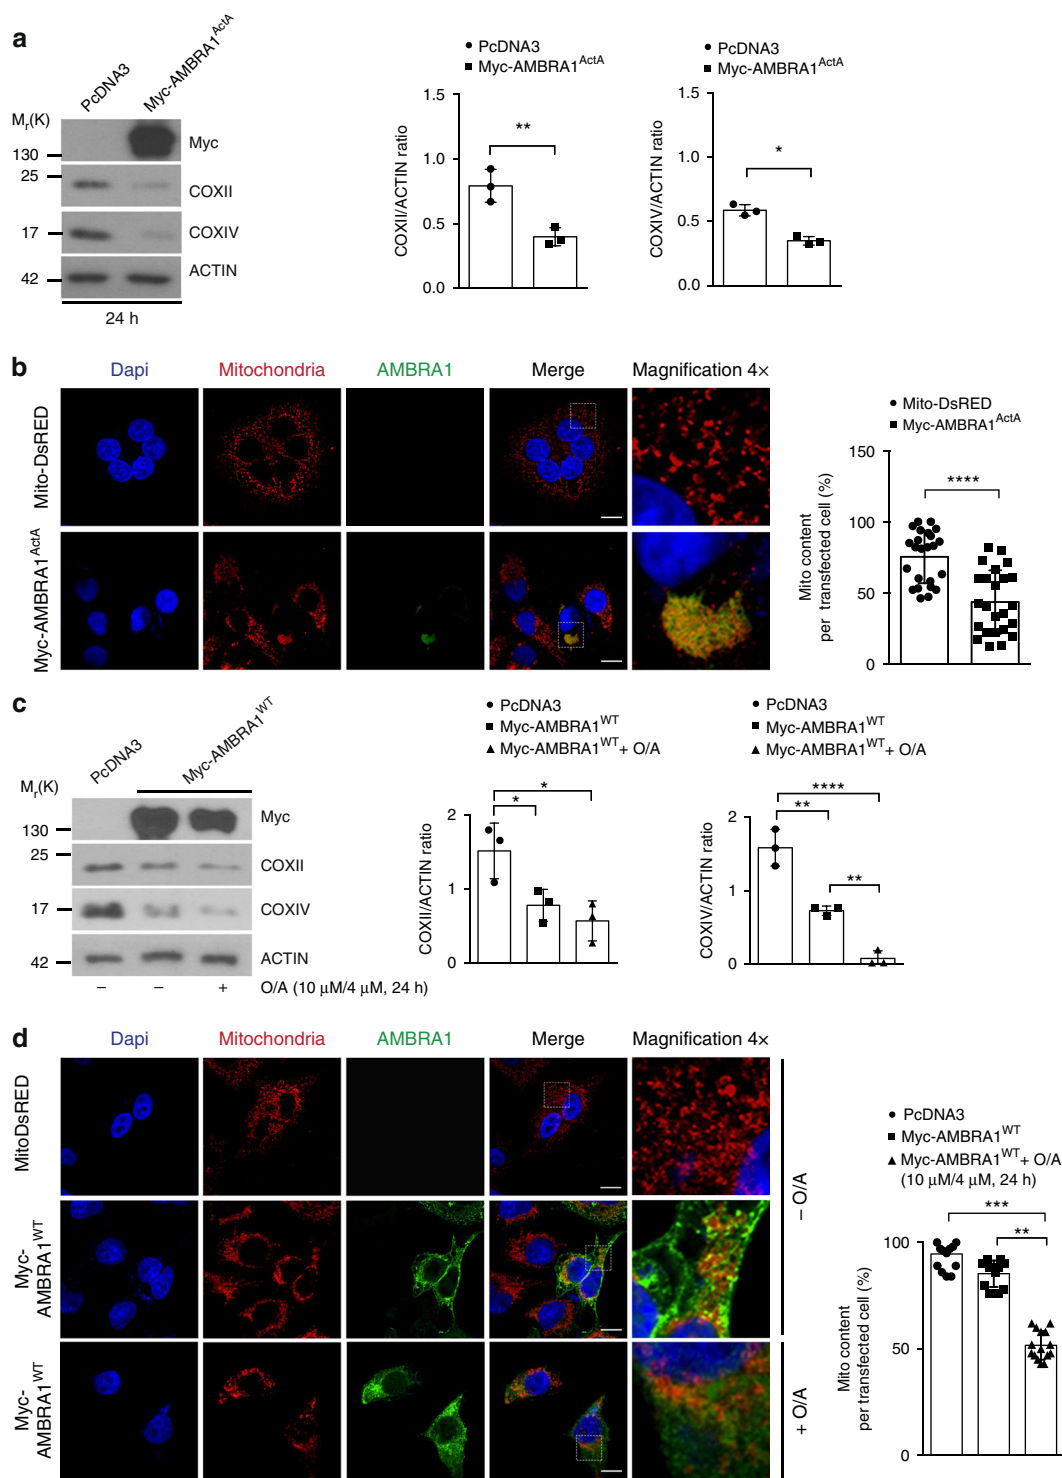 a
PcDNA3
Myc-AMBRA1ActA
Mr(K)
130
25
17
42
Myc
COXII
COXIV
ACTIN
24 h
PcDNA3
Myc-AMBRA1ActA
COXII/ACTIN ratio
1.5
1.0
0.5
0.0
**
PcDNA3
Myc-AMBRA1ActA
COXIV/ACTIN ratio
1.5
1.0
0.5
0.0
*
b
Dapi
Mitochondria
AMBRA1
Merge
Magnification 4×
Mito-DsRED
Myc-AMBRA1ActA
Mito-DsRED
Myc-AMBRA1ActA
Mito content
per transfected cell (%)
150
100
50
0
****
c
PcDNA3
Myc-AMBRA1WT
Mr(K)
130
25
17
42
Myc
COXII
COXIV
ACTIN
– – + O/A (10 µM/4 µM, 24 h)
PcDNA3
Myc-AMBRA1WT
Myc-AMBRA1WT + O/A
COXII/ACTIN ratio
2
1
0
*
*
PcDNA3
Myc-AMBRA1WT
Myc-AMBRA1WT + O/A
COXIV/ACTIN ratio
2
1
0
****
**
**
d
Dapi
Mitochondria
AMBRA1
Merge
Magnification 4×
MitoDsRED
Myc-
AMBRA1WT
Myc-
AMBRA1WT
– O/A
+ O/A
PcDNA3
Myc-AMBRA1WT
Myc-AMBRA1WT + O/A
(10 µM/4 µM, 24 h)
Mito content
per transfected cell (%)
100
50
0
***
**